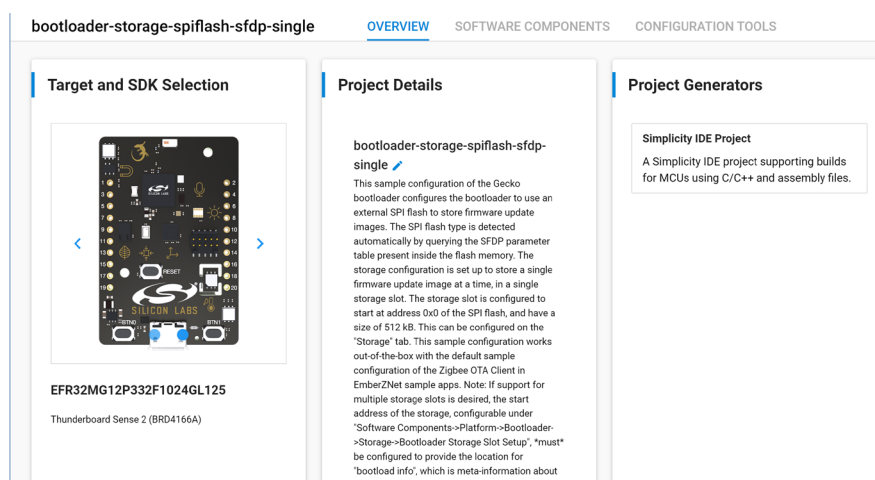 bootloader-storage-spiflash-sfdp-single
OVERVIEW
SOFTWARE COMPONENTS
CONFIGURATION TOOLS
Target and SDK Selection
RESET
SILICON LABS
BTN0
BTN1
EFR32MG12P332F1024GL125
Thunderboard Sense 2 (BRD4166A)
Project Details
bootloader-storage-spiflash-sfdp-
single
This sample configuration of the Gecko
bootloader configures the bootloader to use an
external SPI flash to store firmware update
images. The SPI flash type is detected
automatically by querying the SFDP parameter
table present inside the flash memory. The
storage configuration is set up to store a single
firmware update image at a time, in a single
storage slot. The storage slot is configured to
start at address 0x0 of the SPI flash, and have a
size of 512 kB. This can be configured on the
"Storage" tab. This sample configuration works
out-of-the-box with the default sample
configuration of the Zigbee OTA Client in
EmberZNet sample apps. Note: If support for
multiple storage slots is desired, the start
address of the storage, configurable under
"Software Components->Platform->Bootloader-
>Storage->Bootloader Storage Slot Setup", *must*
be configured to provide the location for
"bootload info", which is meta-information about
Project Generators
Simplicity IDE Project
A Simplicity IDE project supporting builds
for MCUs using C/C++ and assembly files.